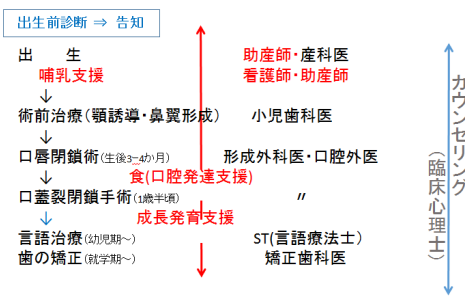 出生前診断 ⇒ 告知
出　生　　助産師・産科医
哺乳支援　　看護師・助産師
↓
術前治療（顎誘導・鼻翼形成）　小児歯科医
↓
口唇閉鎖術(生後3−4か月)　　形成外科医・口腔外医
↓　　食(口腔発達支援)
口蓋裂閉鎖手術(1歳半頃)　　〃
↓　　成長発育支援
言語治療(幼児期～)　　ST(言語療法士)
歯の矯正(就学期～)　　矯正歯科医
カウンセリング
（臨床心理士）